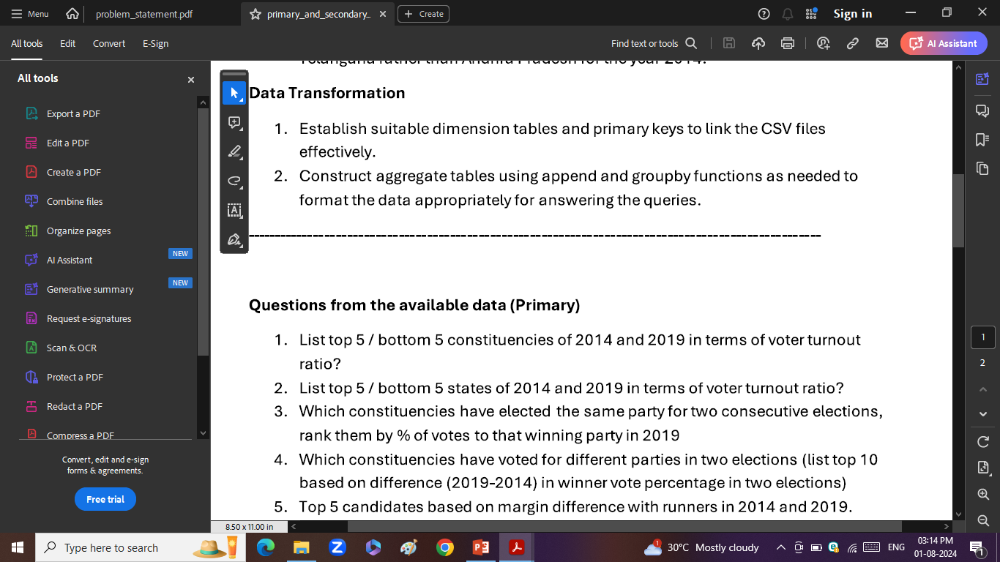 Menu
problem_statement.pdf
primary_and_secondary...
Create
Sign in
All tools
Edit
Convert
E-Sign
Find text or tools
AI Assistant
All tools
Export a PDF
Edit a PDF
Create a PDF
Combine files
Organize pages
AI Assistant
NEW
Generative summary
NEW
Request e-signatures
Scan & OCR
Protect a PDF
Redact a PDF
Compress a PDF
Convert, edit and e-sign
forms & agreements.
Free trial
Telangana rather than Andhra Pradesh for the year 2014.
Data Transformation
1. Establish suitable dimension tables and primary keys to link the CSV files
effectively.
2. Construct aggregate tables using append and groupby functions as needed to
format the data appropriately for answering the queries.
Questions from the available data (Primary)
1. List top 5 / bottom 5 constituencies of 2014 and 2019 in terms of voter turnout
ratio?
2. List top 5 / bottom 5 states of 2014 and 2019 in terms of voter turnout ratio?
3. Which constituencies have elected the same party for two consecutive elections,
rank them by % of votes to that winning party in 2019
4. Which constituencies have voted for different parties in two elections (list top 10
based on difference (2019-2014) in winner vote percentage in two elections)
5. Top 5 candidates based on margin difference with runners in 2014 and 2019.
8.50 x 11.00 in
1
2
Type here to search
1
30°C Mostly cloudy
ENG
03:14 PM
01-08-2024
1